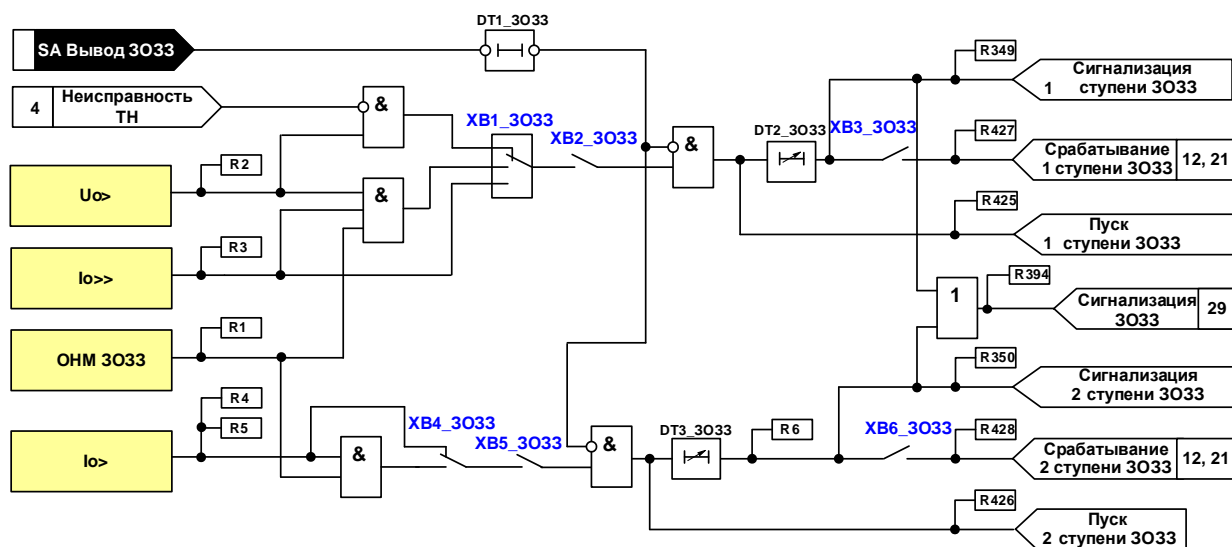 SA Вывод ЗОЗЗ
DT1_ЗОЗЗ
4 Неисправность
ТН
&
R2
Uo>
&
R3
Io>>
R1
ОНМ ЗОЗЗ
R4
R5
Io>
&
XB1_ЗОЗЗ
XB2_ЗОЗЗ
&
DT2_ЗОЗЗ
XB3_ЗОЗЗ
R349
Сигнализация
1 ступени ЗОЗЗ
R427
Срабатывание
1 ступени ЗОЗЗ
12, 21
R425
Пуск
1 ступени ЗОЗЗ
1
R394
Сигнализация
ЗОЗЗ
29
XB4_ЗОЗЗ
XB5_ЗОЗЗ
&
DT3_ЗОЗЗ
R6
XB6_ЗОЗЗ
R350
Сигнализация
2 ступени ЗОЗЗ
R428
Срабатывание
2 ступени ЗОЗЗ
12, 21
R426
Пуск
2 ступени ЗОЗЗ